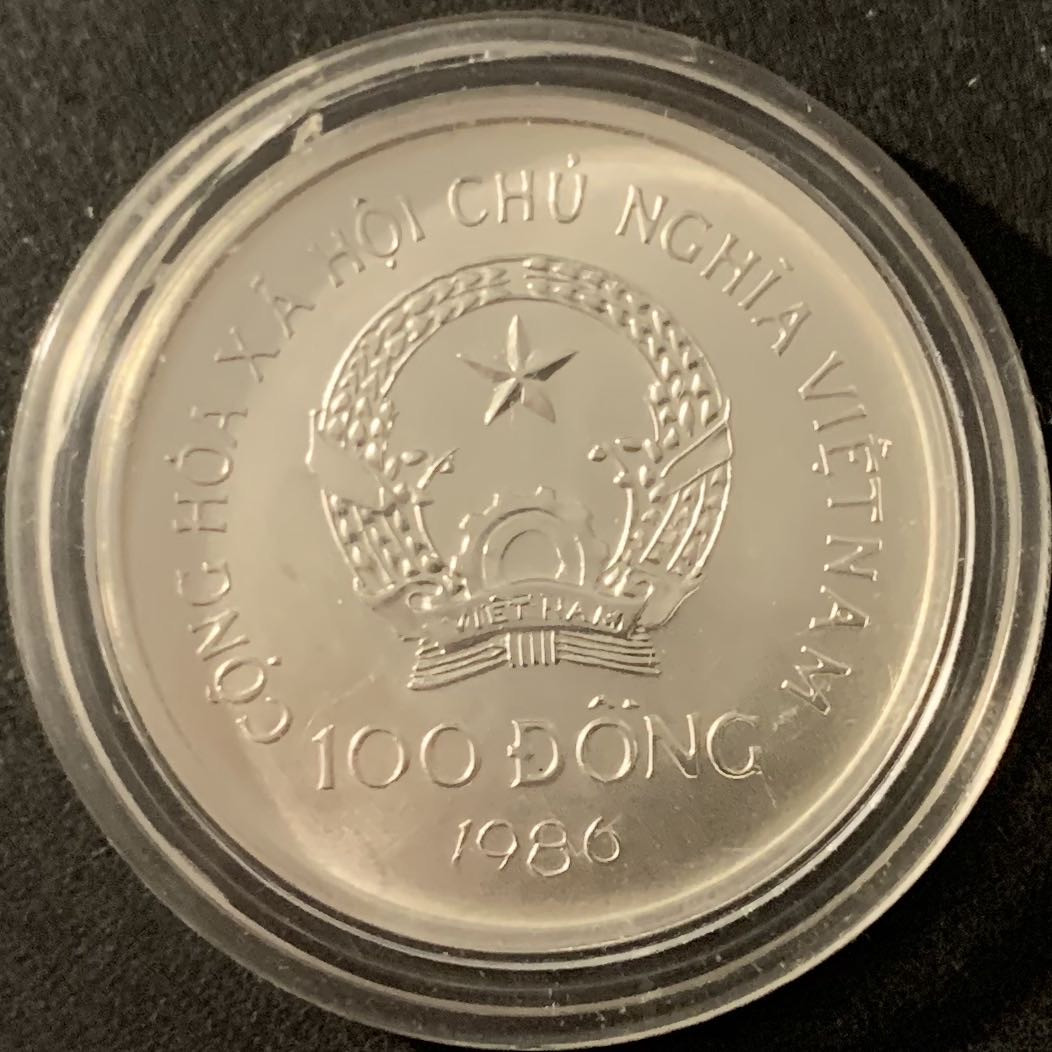 CỘNG HÒA XÃ HỘI CHỦ NGHĨA VIỆT NAM
VIỆT NAM
100 ĐỒNG
1986